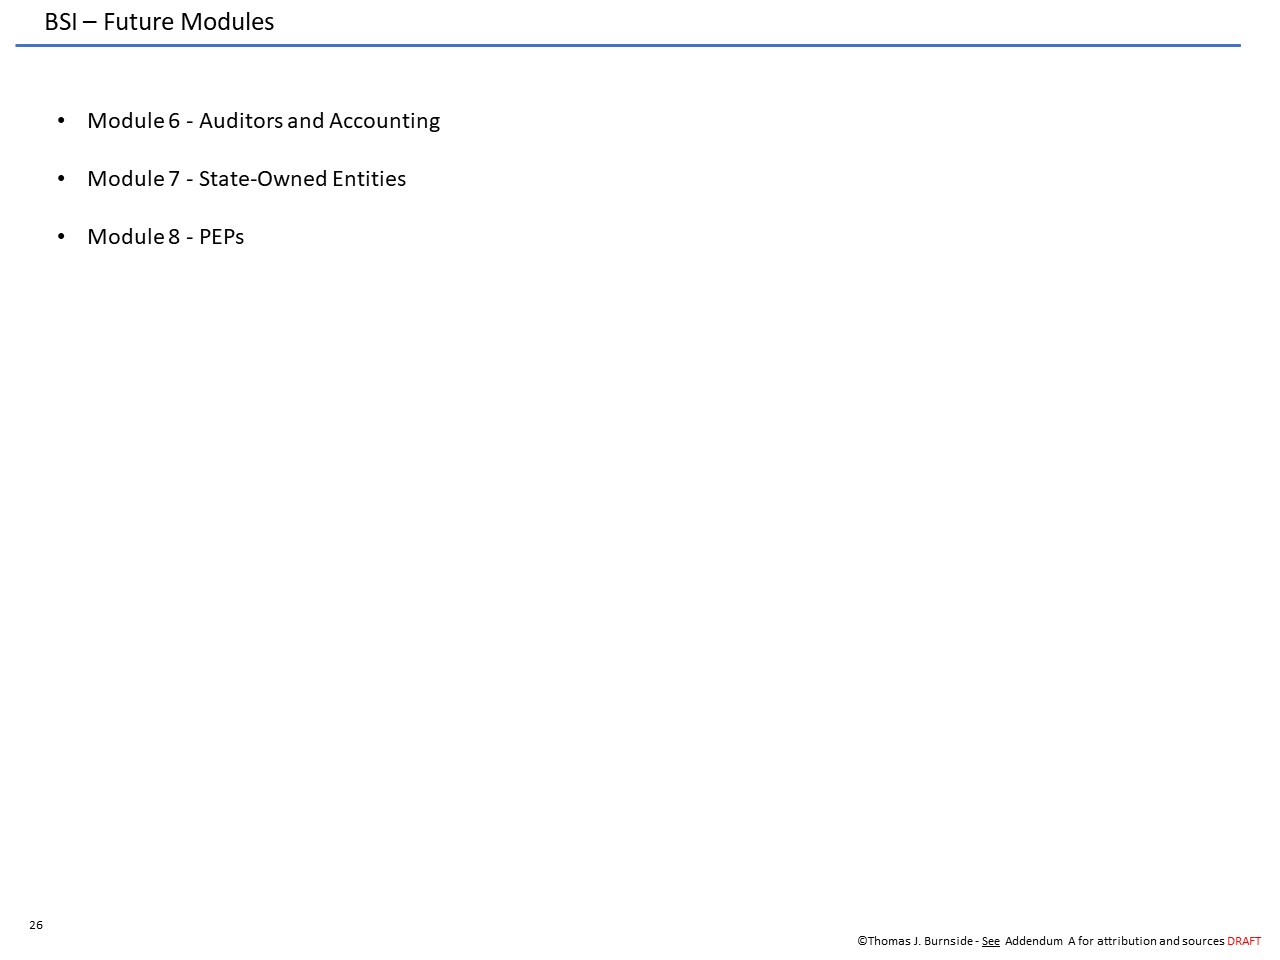 BSI – Future Modules
• Module 6 - Auditors and Accounting
• Module 7 - State-Owned Entities
• Module 8 - PEPs
26
©Thomas J. Burnside - See Addendum A for attribution and sources DRAFT